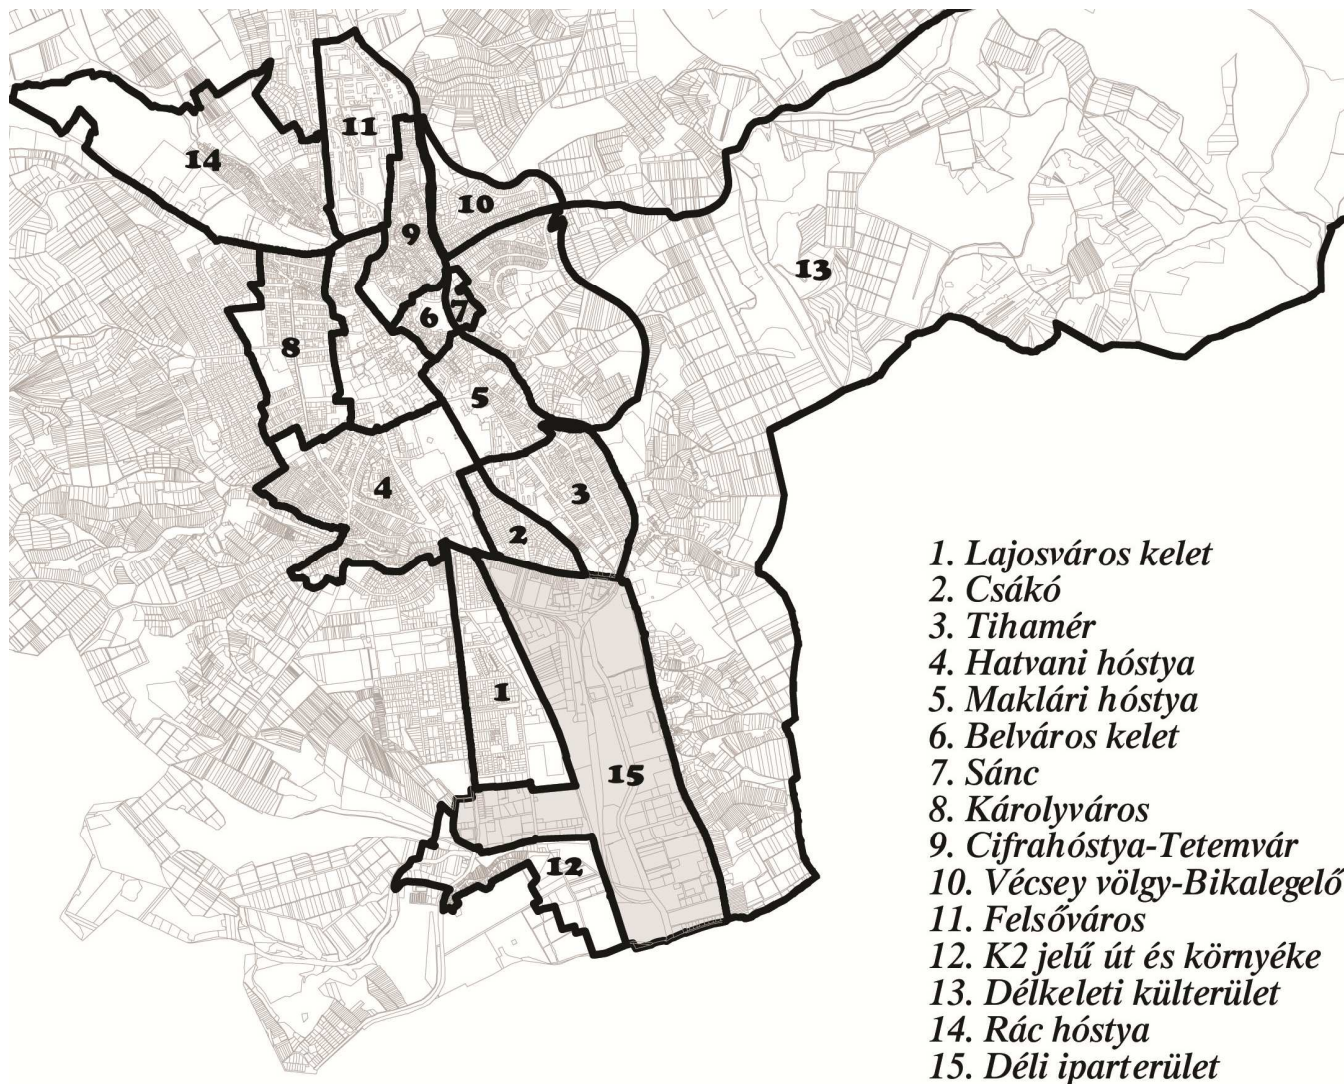 11
14
10
9
13
7
6
8
5
4
3
2
1
15
12
1. Lajosváros kelet
2. Csákó
3. Tihamér
4. Hatvani hóstya
5. Maklári hóstya
6. Belváros kelet
7. Sánc
8. Károlyváros
9. Cifrahóstya-Tetemvár
10. Vécsey völgy-Bikalegelő
11. Felsőváros
12. K2 jelű út és környéke
13. Délkeleti külterület
14. Rác hóstya
15. Déli iparterület